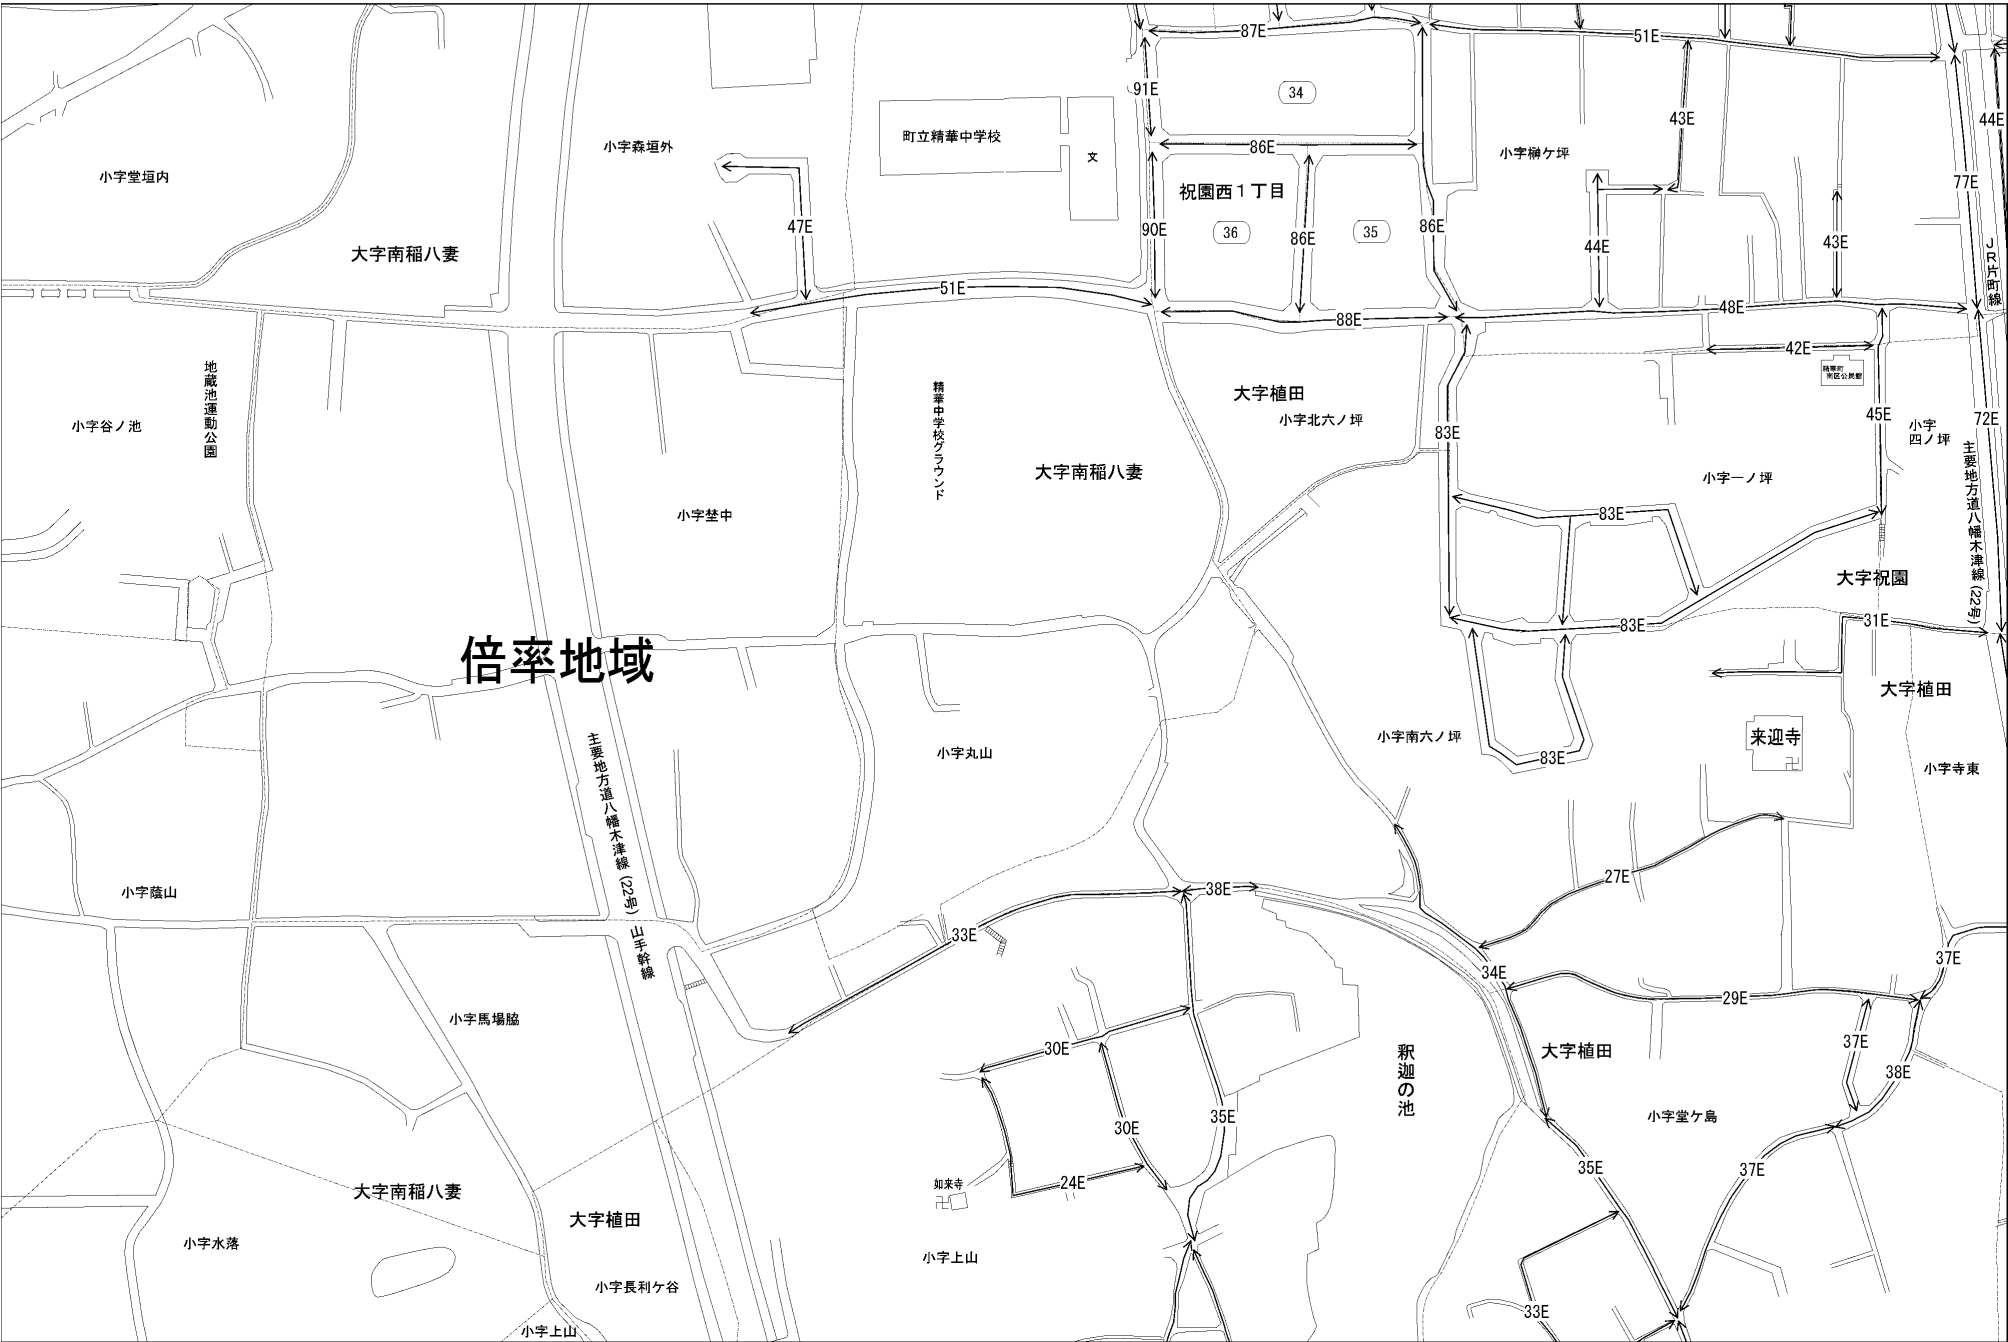 87E
51E
91E
34
43E
44E
町立精華中学校
文
86E
小字森垣外
小字榊ケ坪
小字堂垣内
77E
祝園西１丁目
47E
90E
36
86E
35
86E
44E
43E
大字南稲八妻
JR片町線
51E
88E
48E
42E
精華町
南区公民館
地蔵池運動公園
精華中学校グラウンド
大字植田
小字北六ノ坪
小字谷ノ池
83E
45E
小字
四ノ坪
72E
大字南稲八妻
小字一ノ坪
主要地方道八幡木津線(22号)
小字埜中
83E
大字祝園
83E
31E
倍率地域
大字植田
小字丸山
小字南六ノ坪
83E
来迎寺
小字寺東
主要地方道八幡木津線(22号) 山手幹線
小字蔭山
38E
27E
33E
34E
37E
29E
小字馬場脇
30E
釈迦の池
大字植田
37E
38E
35E
30E
小字堂ケ島
35E
37E
大字南稲八妻
如来寺
24E
大字植田
小字水落
小字上山
小字長利ケ谷
33E
小字上山